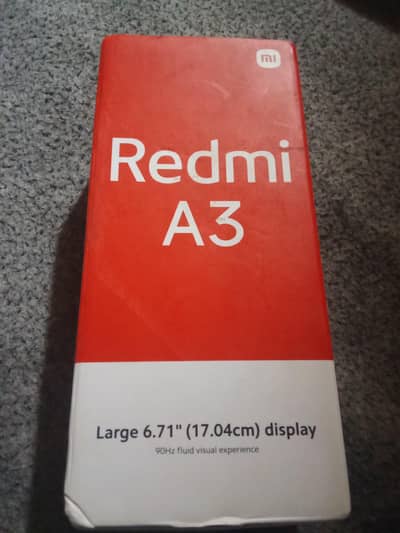 mi
Redmi
A3
Large 6.71" (17.04cm) display
90Hz fluid visual experience